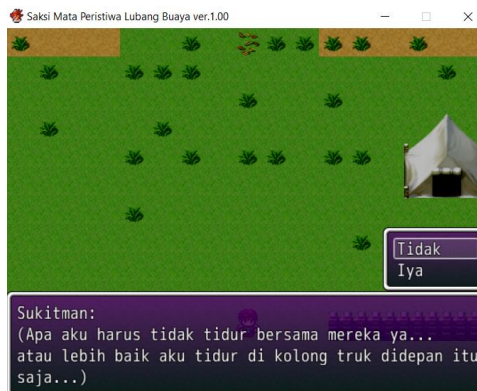 Saksi Mata Peristiwa Lubang Buaya ver.1.00
Tidak
Iya
Sukitman:
(Apa aku harus tidak tidur bersama mereka ya...
atau lebih baik aku tidur di kolong truk didepan itu
saja...)